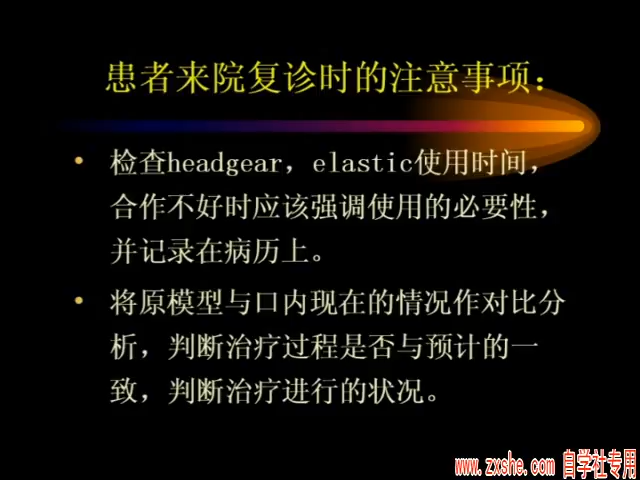 患者来院复诊时的注意事项：
• 检查headgear，elastic使用时间，
合作不好时应该强调使用的必要性，
并记录在病历上。
• 将原模型与口内现在的情况作对比分
析，判断治疗过程是否与预计的一
致，判断治疗进行的状况。
www.zxshe.com 自学社专用